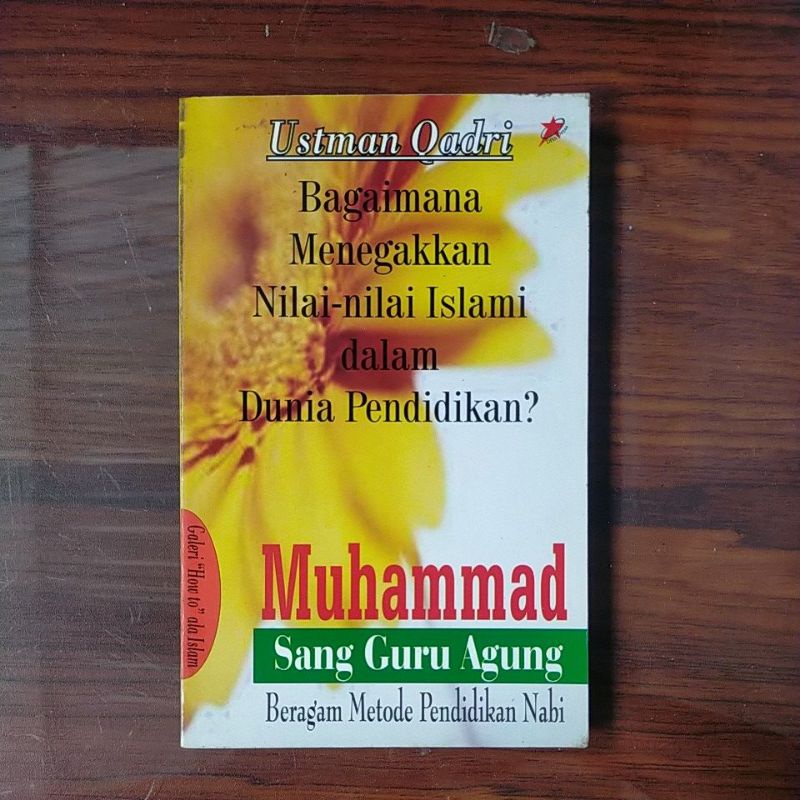 Ustman Qadri
Bagaimana
Menegakkan
Nilai-nilai Islami
dalam
Dunia Pendidikan?
Galeri "How to" ala Islam
Muhammad
Sang Guru Agung
Beragam Metode Pendidikan Nabi